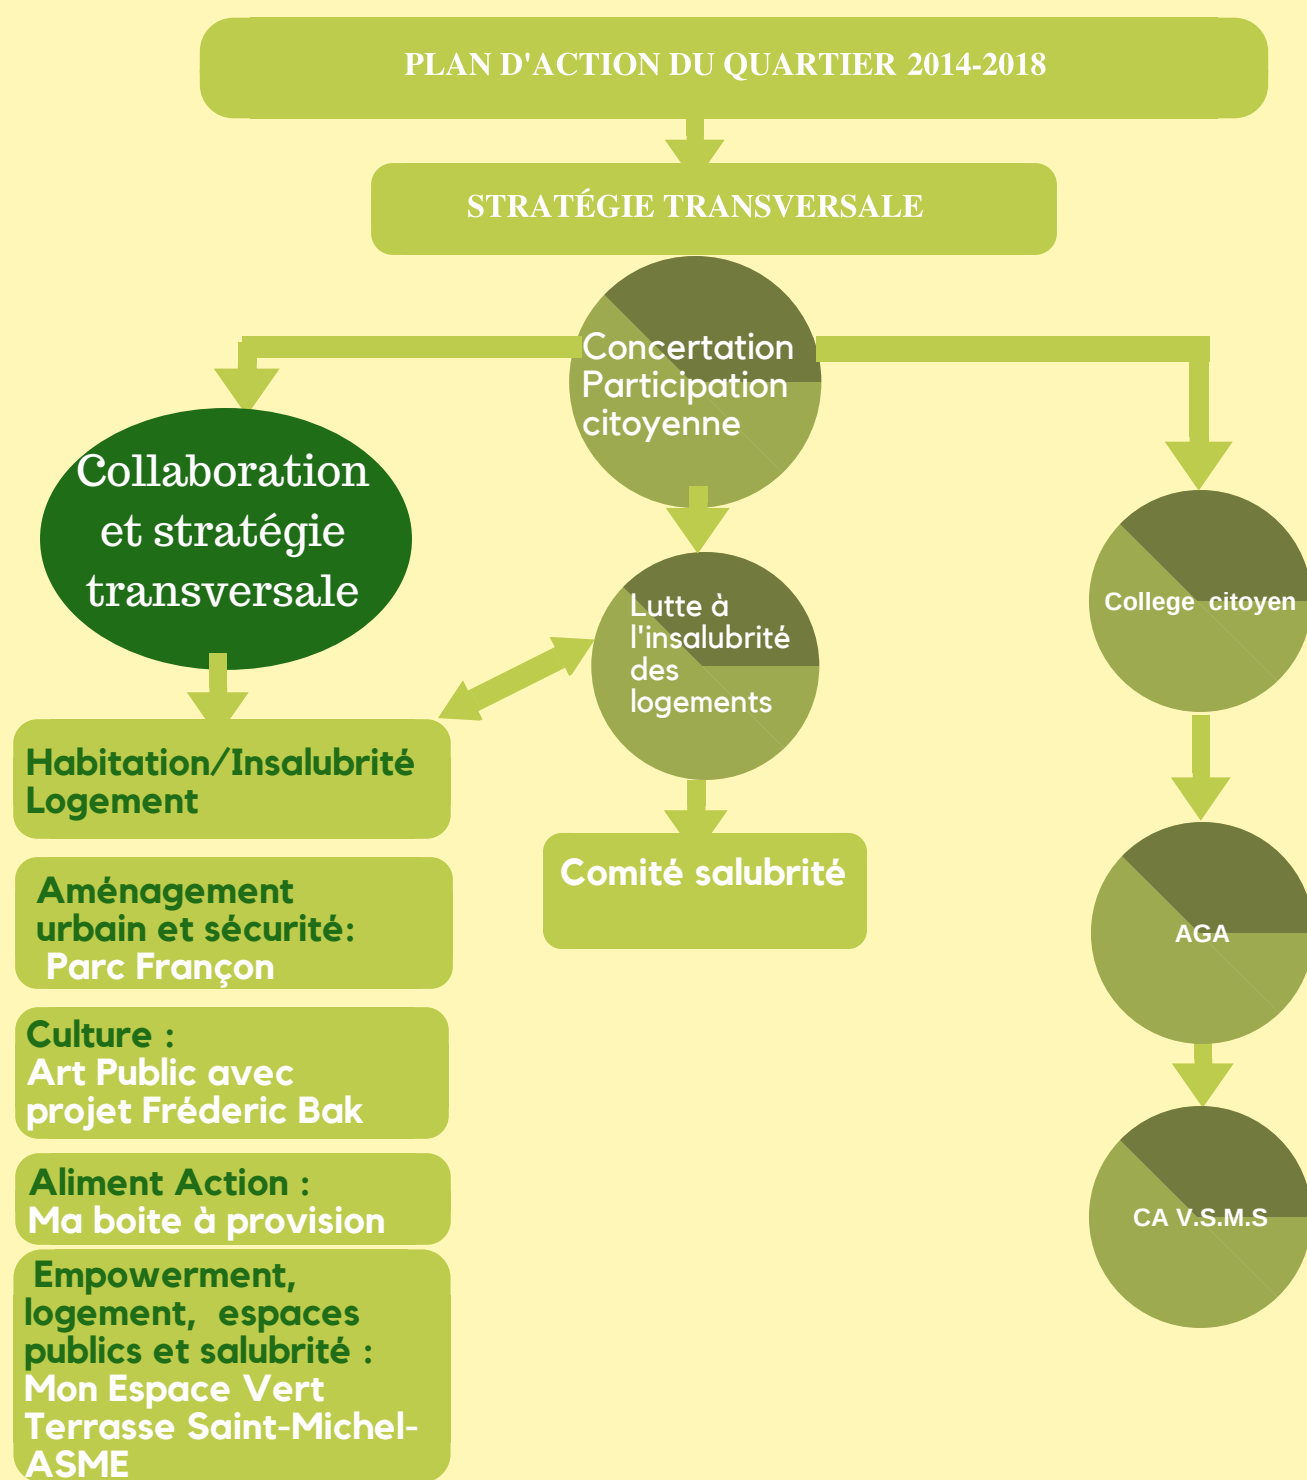 PLAN D'ACTION DU QUARTIER 2014-2018
STRATÉGIE TRANSVERSALE
Concertation
Participation
citoyenne
Collaboration
et stratégie
transversale
Lutte à
l'insalubrité
des
logements
College citoyen
Habitation/Insalubrité
Logement
Comité salubrité
Aménagement
urbain et sécurité:
Parc Françon
AGA
Culture :
Art Public avec
projet Fréderic Bak
Aliment Action :
Ma boite à provision
CA V.S.M.S
Empowerment,
logement, espaces
publics et salubrité :
Mon Espace Vert
Terrasse Saint-Michel-
ASME